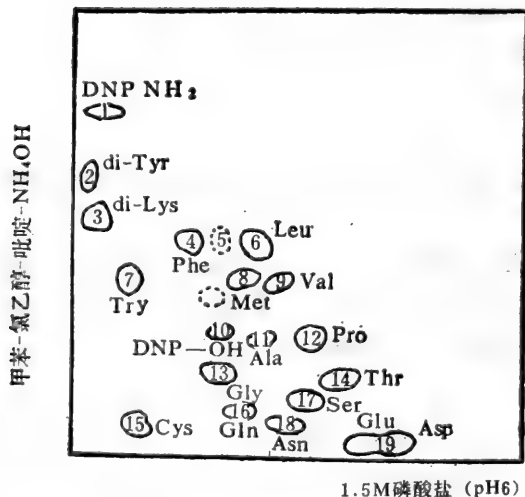 DNP NH₂
1
2 di-Tyr
3 di-Lys
4 5 6 Leu
Phe
7 8 9 Val
Try Met
10
DNP—OH 11 12 Pro
Ala
13 14 Thr
Gly 17 Ser
16
15 Cys Gln 18 Glu Asp
Asn 19
甲苯-氯乙醇-吡啶-NH₄OH
1.5M磷酸盐 (pH6)